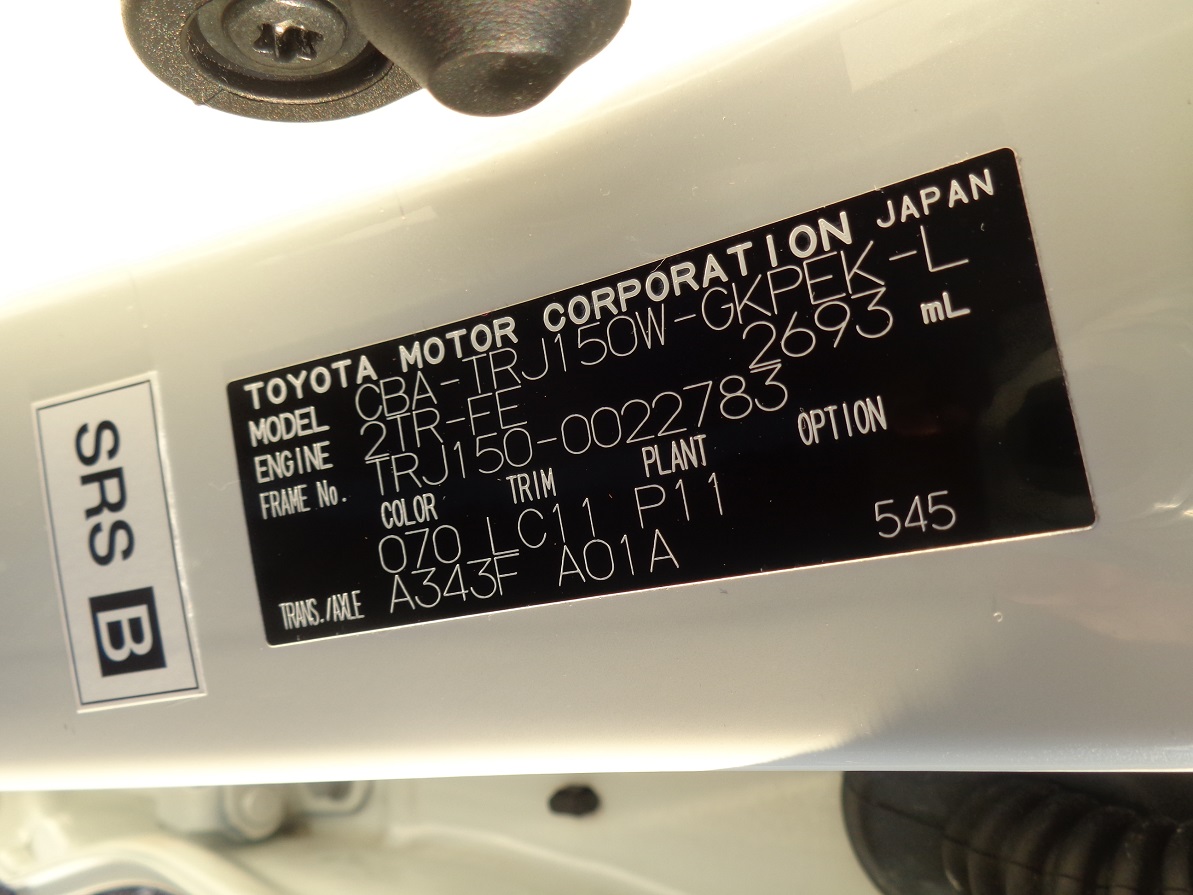 TOYOTA MOTOR CORPORATION JAPAN
MODEL CBA-TRJ150W-GKPEK-L
ENGINE 2TR-FE 2693 mL
FRAME No. TRJ150-0022783
COLOR TRIM PLANT OPTION
070 LC11 P11
TRANS./AXLE A343F A01A 545
SRS B